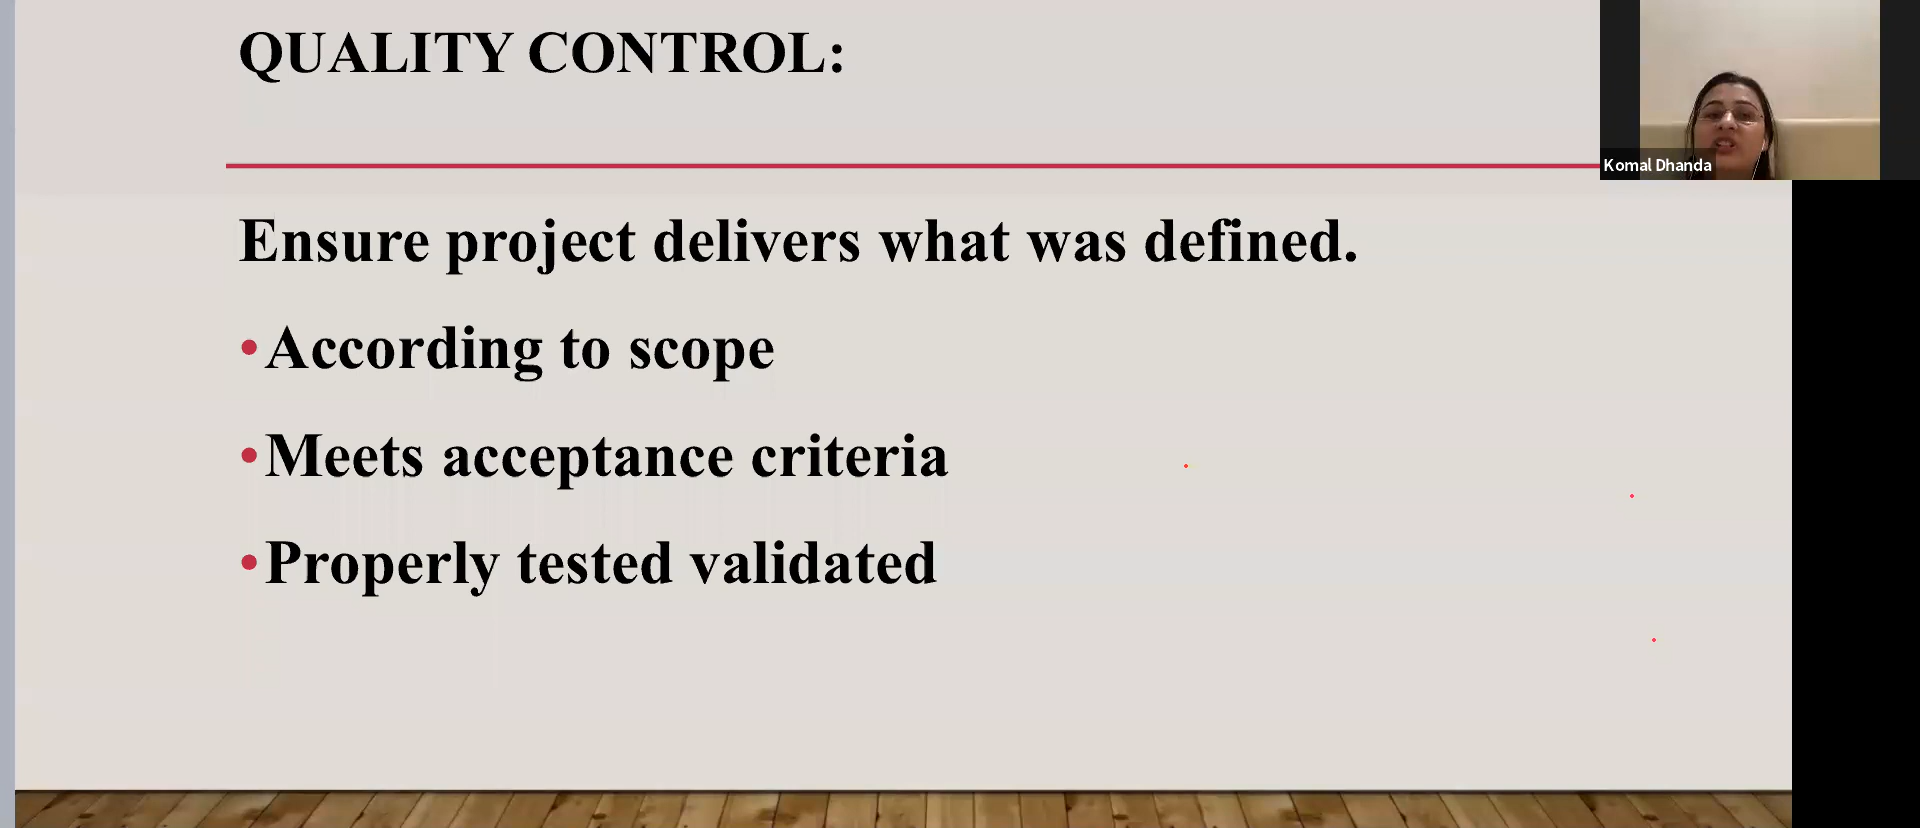 QUALITY CONTROL:
Komal Dhanda
Ensure project delivers what was defined.
•According to scope
•Meets acceptance criteria
•Properly tested validated